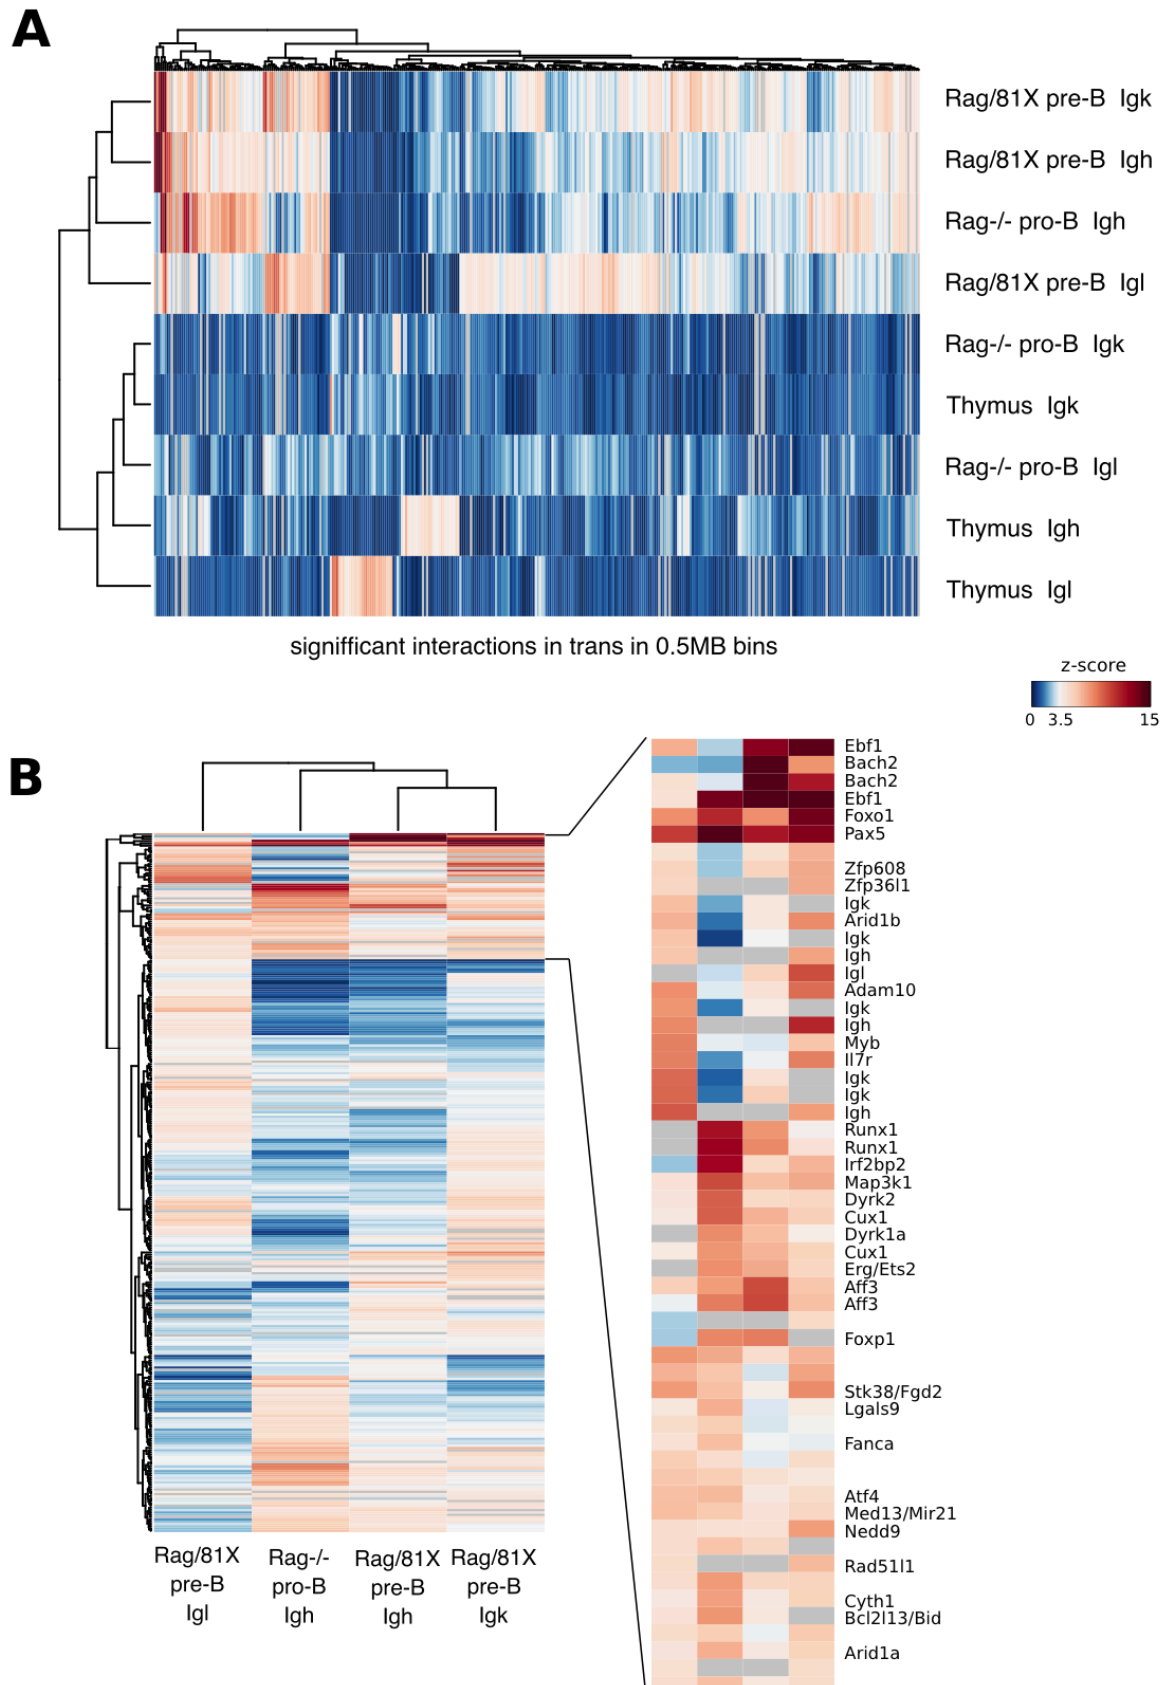 A
Rag/81X pre-B Igk
Rag/81X pre-B Igh
Rag-/- pro-B Igh
Rag/81X pre-B Igl
Rag-/- pro-B Igk
Thymus Igk
Rag-/- pro-B Igl
Thymus Igh
Thymus Igl
signifficant interactions in trans in 0.5MB bins
z-score
0 3.5 15
B
Ebf1
Bach2
Bach2
Ebf1
Foxo1
Pax5
Zfp608
Zfp36l1
Igk
Arid1b
Igk
Igh
Igl
Adam10
Igk
Igh
Myb
Il7r
Igk
Igk
Igh
Runx1
Runx1
Irf2bp2
Map3k1
Dyrk2
Cux1
Dyrk1a
Cux1
Erg/Ets2
Aff3
Aff3
Foxp1
Stk38/Fgd2
Lgals9
Fanca
Atf4
Med13/Mir21
Nedd9
Rad51l1
Cyth1
Bcl2l13/Bid
Arid1a
Rag/81X Rag-/- Rag/81X Rag/81X
pre-B pro-B pre-B pre-B
Igl Igh Igh Igk